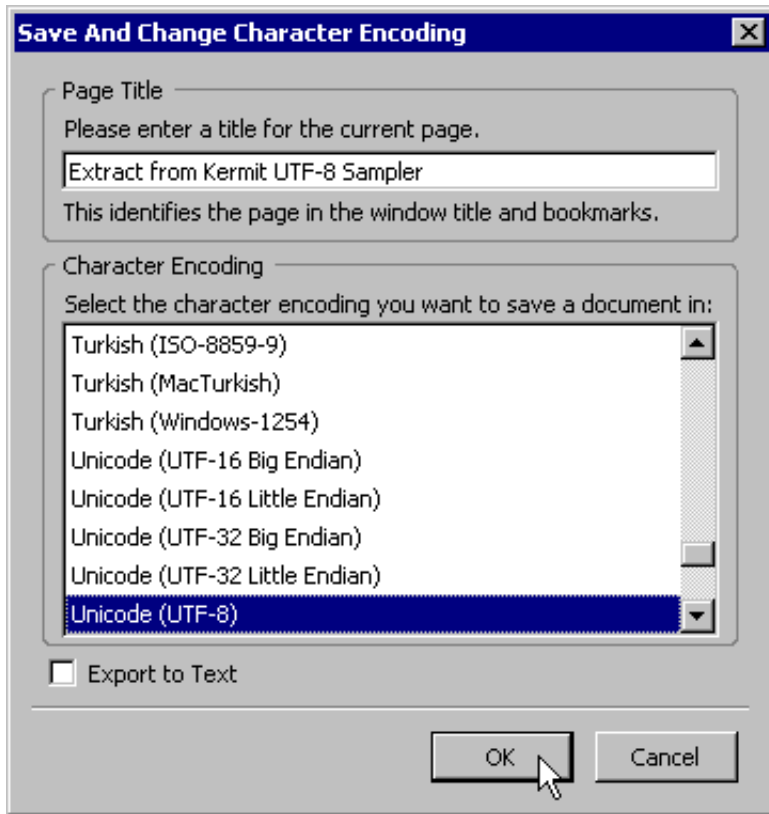 Save And Change Character Encoding
Page Title
Please enter a title for the current page.
Extract from Kermit UTF-8 Sampler
This identifies the page in the window title and bookmarks.
Character Encoding
Select the character encoding you want to save a document in:
Turkish (ISO-8859-9)
Turkish (MacTurkish)
Turkish (Windows-1254)
Unicode (UTF-16 Big Endian)
Unicode (UTF-16 Little Endian)
Unicode (UTF-32 Big Endian)
Unicode (UTF-32 Little Endian)
Unicode (UTF-8)
Export to Text
OK Cancel